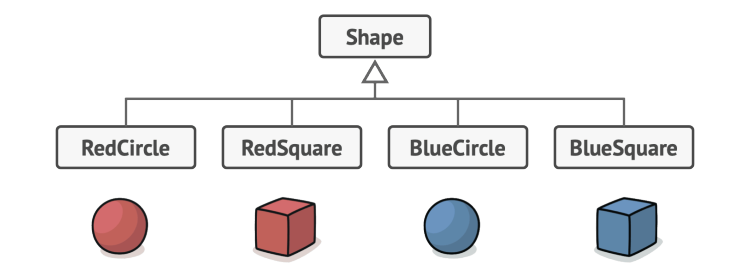 Shape
RedCircle
RedSquare
BlueCircle
BlueSquare